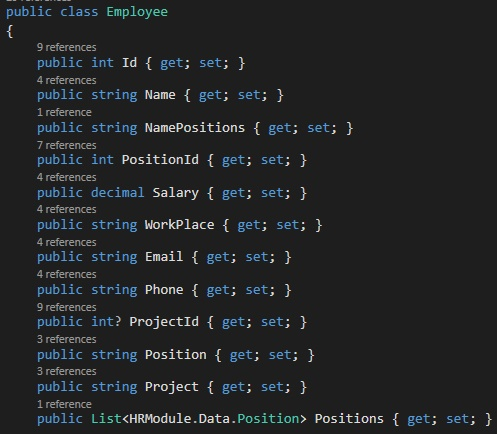 public class Employee
{
9 references
public int Id { get; set; }
4 references
public string Name { get; set; }
1 reference
public string NamePositions { get; set; }
7 references
public int PositionId { get; set; }
4 references
public decimal Salary { get; set; }
4 references
public string WorkPlace { get; set; }
4 references
public string Email { get; set; }
4 references
public string Phone { get; set; }
9 references
public int? ProjectId { get; set; }
3 references
public string Position { get; set; }
3 references
public string Project { get; set; }
1 reference
public List<HRModule.Data.Position> Positions { get; set; }